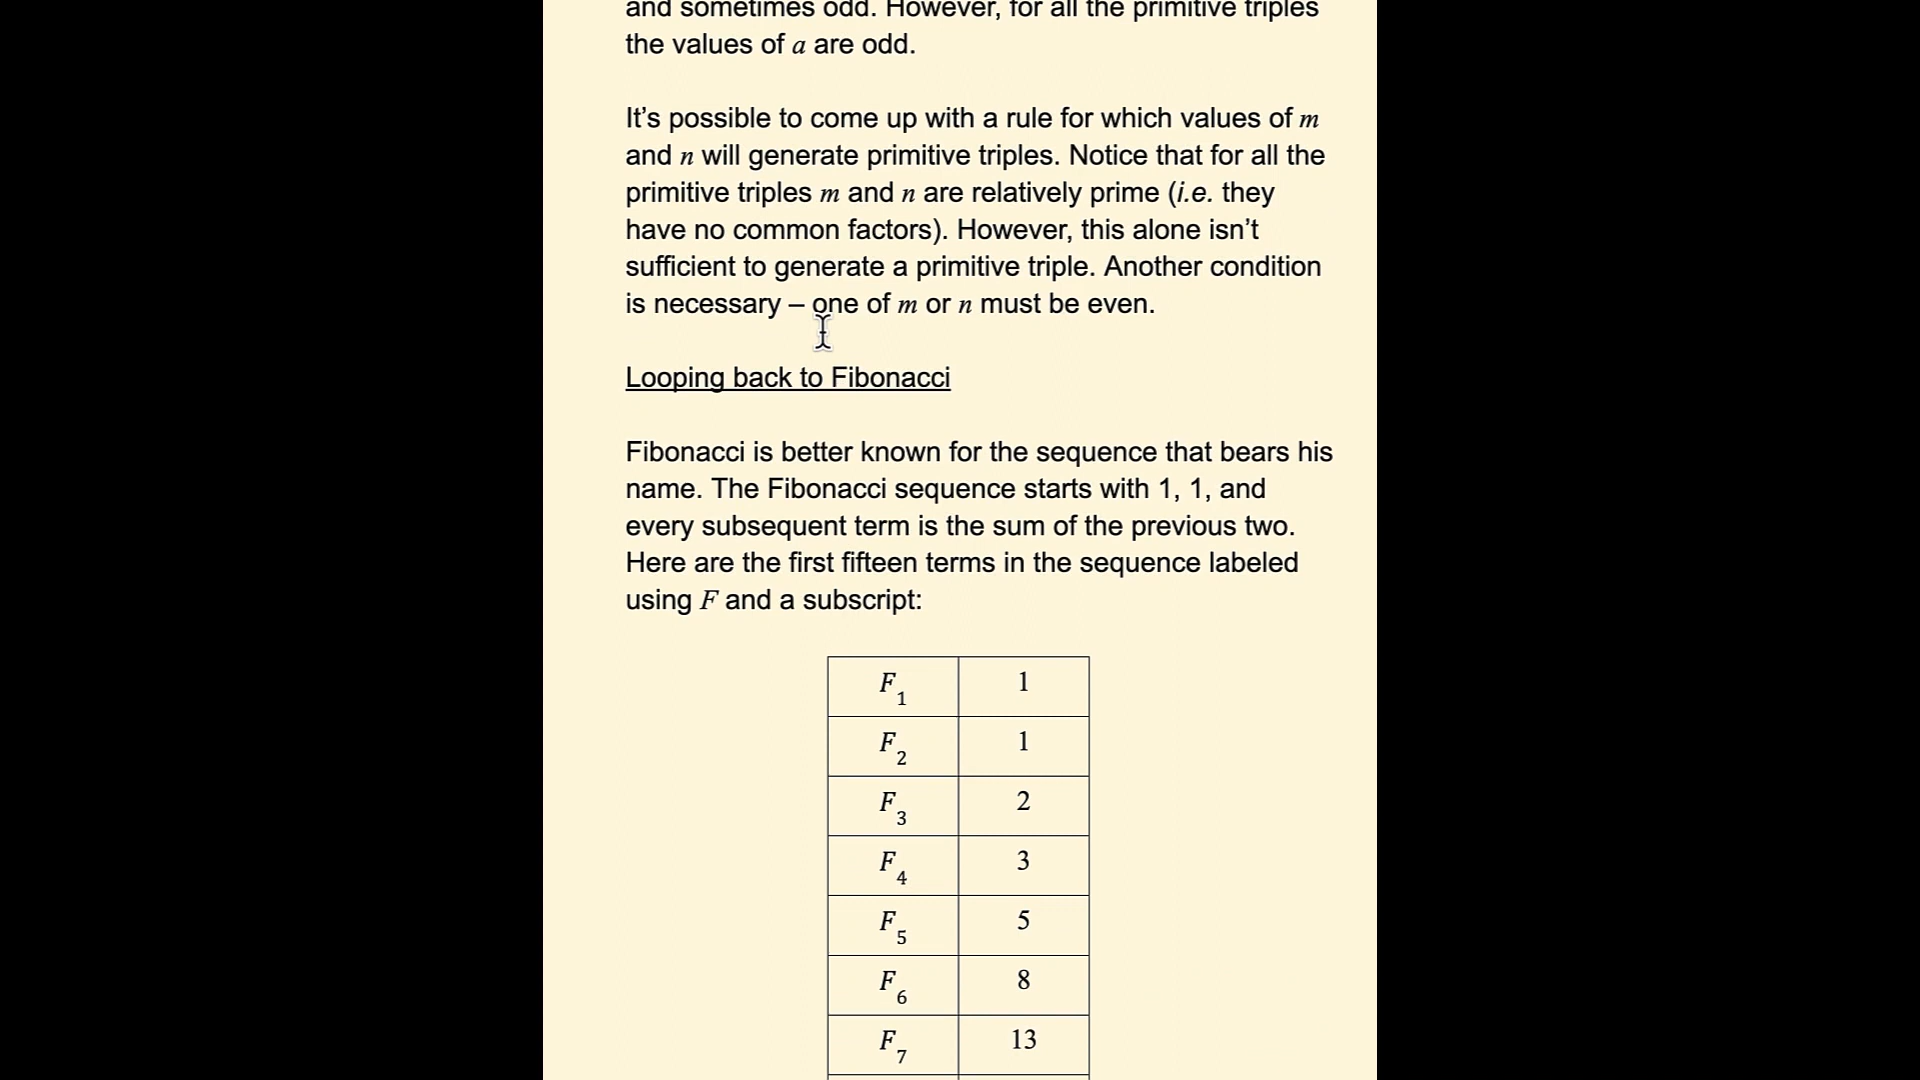 and sometimes odd. However, for all the primitive triples
the values of a are odd.
It’s possible to come up with a rule for which values of m
and n will generate primitive triples. Notice that for all the
primitive triples m and n are relatively prime (i.e. they
have no common factors). However, this alone isn’t
sufficient to generate a primitive triple. Another condition
is necessary – one of m or n must be even.
Looping back to Fibonacci
Fibonacci is better known for the sequence that bears his
name. The Fibonacci sequence starts with 1, 1, and
every subsequent term is the sum of the previous two.
Here are the first fifteen terms in the sequence labeled
using F and a subscript:
F1 1
F2 1
F3 2
F4 3
F5 5
F6 8
F7 13